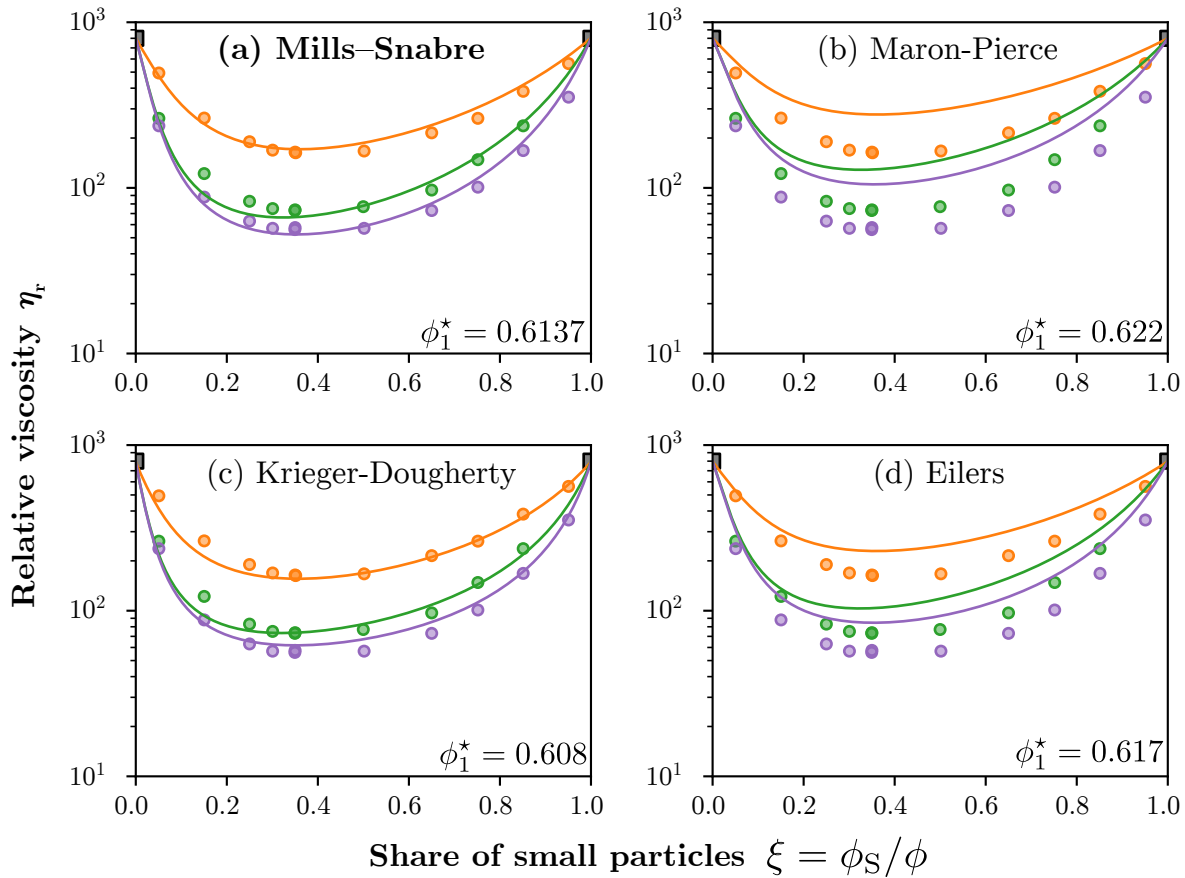 Relative viscosity ηr
(a) Mills–Snabre
10³
10²
10¹
ϕ₁⋆ = 0.6137
0.0 0.2 0.4 0.6 0.8 1.0
(b) Maron-Pierce
10³
10²
10¹
ϕ₁⋆ = 0.622
0.0 0.2 0.4 0.6 0.8 1.0
(c) Krieger-Dougherty
10³
10²
10¹
ϕ₁⋆ = 0.608
0.0 0.2 0.4 0.6 0.8 1.0
(d) Eilers
10³
10²
10¹
ϕ₁⋆ = 0.617
0.0 0.2 0.4 0.6 0.8 1.0
Share of small particles ξ = ϕS/ϕ